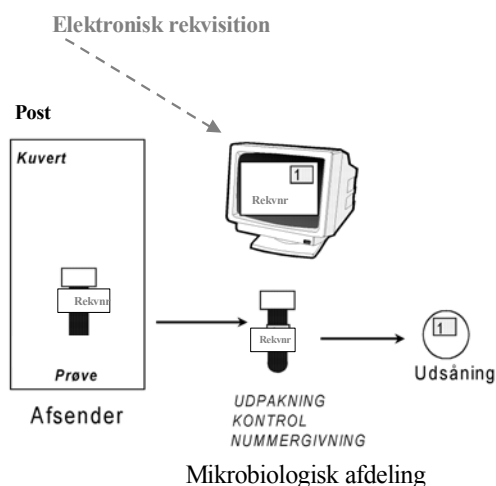 Elektronisk rekvisition
Post
Kuvert
1
Rekvnr
Rekvnr
Rekvnr
1
Prøve
Udsåning
Afsender
UDPAKNING
KONTROL
NUMMERGIVNING
Mikrobiologisk afdeling